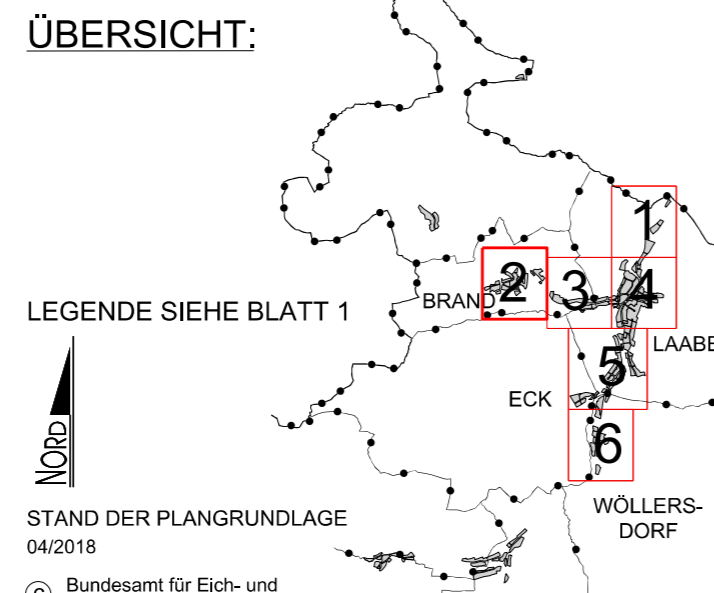 ÜBERSICHT:
1
2
3
4
BRAND
LEGENDE SIEHE BLATT 1
5
ECK
6
NORD
WÖLLERS-
DORF
STAND DER PLANGRUNDLAGE
04/2018
Bundesamt für Eich- und